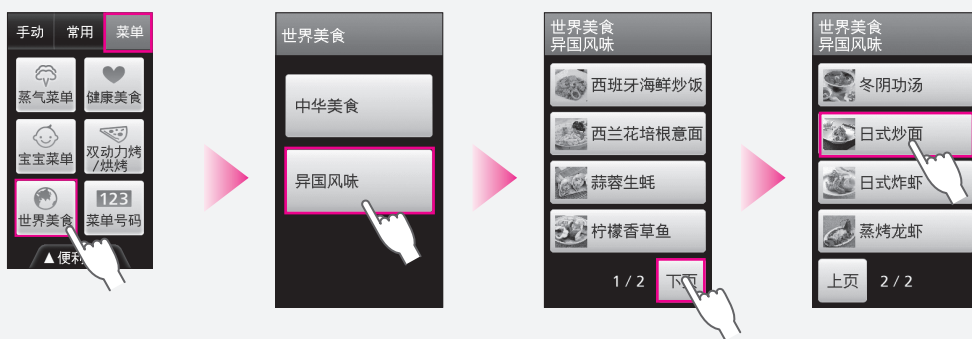 手动 常用 菜单
蒸气菜单 健康美食
宝宝菜单 双动力烤
/烘烤
世界美食 123
菜单号码
▲便利
世界美食
中华美食
异国风味
世界美食
异国风味
西班牙海鲜炒饭
西兰花培根意面
蒜蓉生蚝
柠檬香草鱼
1/2 下页
世界美食
异国风味
冬阴功汤
日式炒面
日式炸虾
蒸烤龙虾
上页 2/2